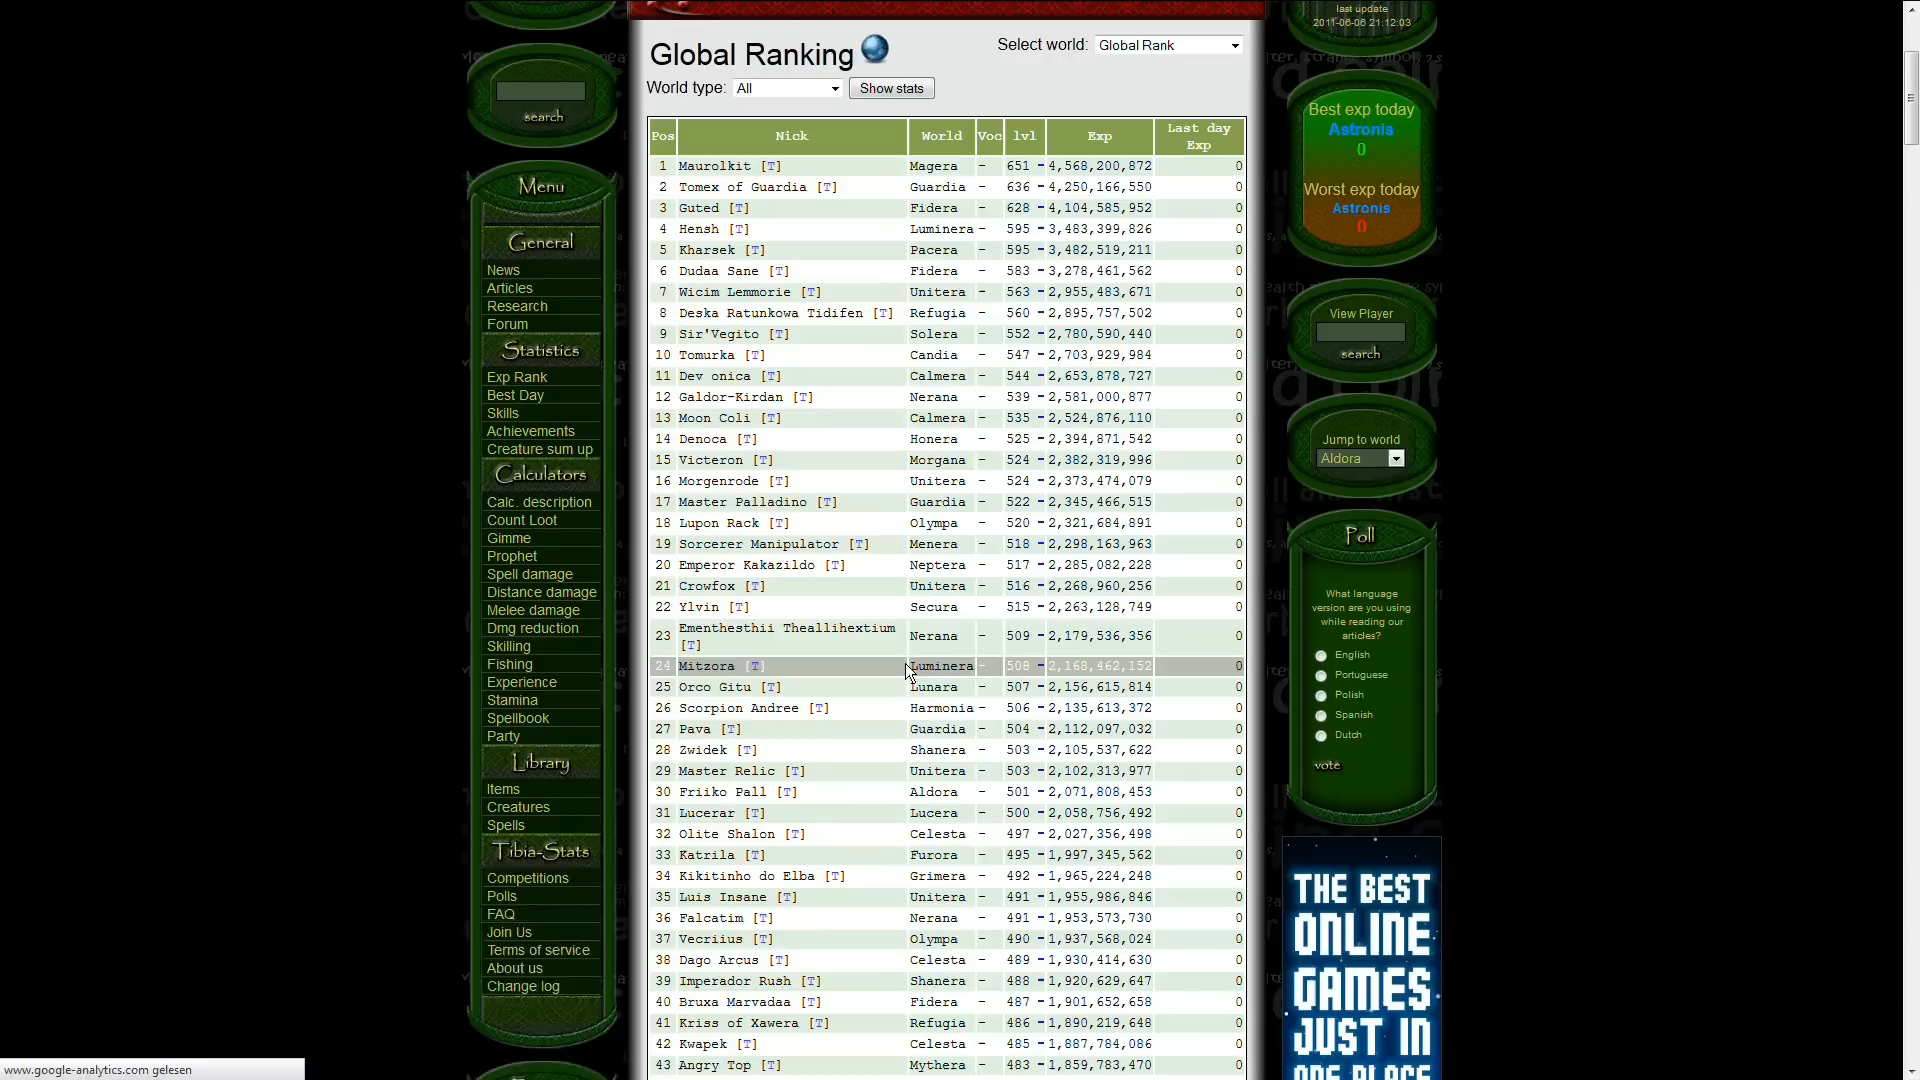 last update
2011-06-06 21:12:03
Global Ranking
Select world: Global Rank
World type: All Show stats
search
Menu
General
News
Articles
Research
Forum
Statistics
Exp Rank
Best Day
Skills
Achievements
Creature sum up
Calculators
Calc. description
Count Loot
Gimme
Prophet
Spell damage
Distance damage
Melee damage
Dmg reduction
Skilling
Fishing
Experience
Stamina
Spellbook
Party
Library
Items
Creatures
Spells
Tibia-Stats
Competitions
Polls
FAQ
Join Us
Terms of service
About us
Change log
Pos Nick World Voc lvl Exp Last day Exp
1 Maurolkit [T] Magera - 651 - 4,568,200,872 0
2 Tomex of Guardia [T] Guardia - 636 - 4,250,166,550 0
3 Guted [T] Fidera - 628 - 4,104,585,952 0
4 Hensh [T] Luminera - 595 - 3,483,399,826 0
5 Kharsek [T] Pacera - 595 - 3,482,519,211 0
6 Dudaa Sane [T] Fidera - 583 - 3,278,461,562 0
7 Wicim Lemmorie [T] Unitera - 563 - 2,955,483,671 0
8 Deska Ratunkowa Tidifen [T] Refugia - 560 - 2,895,757,502 0
9 Sir'Vegito [T] Solera - 552 - 2,780,590,440 0
10 Tomurka [T] Candia - 547 - 2,703,929,984 0
11 Dev onica [T] Calmera - 544 - 2,653,878,727 0
12 Galdor-Kirdan [T] Nerana - 539 - 2,581,000,877 0
13 Moon Coli [T] Calmera - 535 - 2,524,876,110 0
14 Denoca [T] Honera - 525 - 2,394,871,542 0
15 Victeron [T] Morgana - 524 - 2,382,319,996 0
16 Morgenrode [T] Unitera - 524 - 2,373,474,079 0
17 Master Palladino [T] Guardia - 522 - 2,345,466,515 0
18 Lupon Rack [T] Olympa - 520 - 2,321,684,891 0
19 Sorcerer Manipulator [T] Menera - 518 - 2,298,163,963 0
20 Emperor Kakazildo [T] Neptera - 517 - 2,285,082,228 0
21 Crowfox [T] Unitera - 516 - 2,268,960,256 0
22 Ylvin [T] Secura - 515 - 2,263,128,749 0
23 Ementhesthii Theallihextium [T] Nerana - 509 - 2,179,536,356 0
24 Mitzora [T] Luminera - 508 - 2,168,462,152 0
25 Orco Gitu [T] Lunara - 507 - 2,156,615,814 0
26 Scorpion Andree [T] Harmonia - 506 - 2,135,613,372 0
27 Pava [T] Guardia - 504 - 2,112,097,032 0
28 Zwidek [T] Shanera - 503 - 2,105,537,622 0
29 Master Relic [T] Unitera - 503 - 2,102,313,977 0
30 Friiko Pall [T] Aldora - 501 - 2,071,808,453 0
31 Lucerar [T] Lucera - 500 - 2,058,756,492 0
32 Olite Shalon [T] Celesta - 497 - 2,027,356,498 0
33 Katrila [T] Furora - 495 - 1,997,345,562 0
34 Kikitinho do Elba [T] Grimera - 492 - 1,965,224,248 0
35 Luis Insane [T] Unitera - 491 - 1,955,986,846 0
36 Falcatim [T] Nerana - 491 - 1,953,573,730 0
37 Vecriius [T] Olympa - 490 - 1,937,568,024 0
38 Dago Arcus [T] Celesta - 489 - 1,930,414,630 0
39 Imperador Rush [T] Shanera - 488 - 1,920,629,647 0
40 Bruxa Marvadaa [T] Fidera - 487 - 1,901,652,658 0
41 Kriss of Xawera [T] Refugia - 486 - 1,890,219,648 0
42 Kwapek [T] Celesta - 485 - 1,887,784,086 0
43 Angry Top [T] Mythera - 483 - 1,859,783,470 0
Best exp today
Astronis
0
Worst exp today
Astronis
0
View Player
search
Jump to world
Aldora
Poll
What language
version are you using
while reading our
articles?
English
Portuguese
Polish
Spanish
Dutch
vote
THE BEST
ONLINE
GAMES
JUST IN
ONE PLACE
www.google-analytics.com gelesen